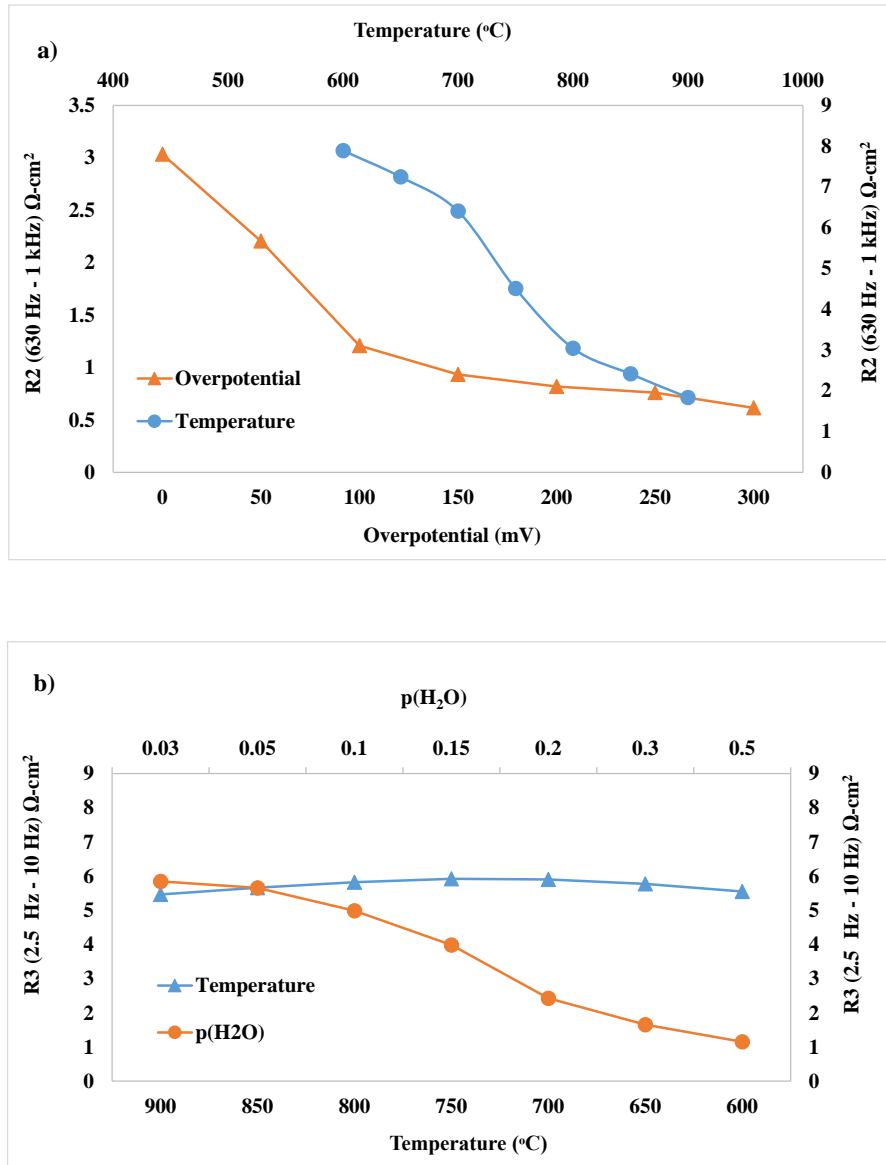 Temperature (°C)
a)
400 500 600 700 800 900 1000
3.5 9
3 8
2.5 7
2 6
1.5 5
1 4
0.5 3
0 2
1
0
R2 (630 Hz - 1 kHz) Ω-cm²
R2 (630 Hz - 1 kHz) Ω-cm²
Overpotential
Temperature
0 50 100 150 200 250 300
Overpotential (mV)
b)
p(H₂O)
0.03 0.05 0.1 0.15 0.2 0.3 0.5
9 9
8 8
7 7
6 6
5 5
4 4
3 3
2 2
1 1
0 0
R3 (2.5 Hz - 10 Hz) Ω-cm²
R3 (2.5 Hz - 10 Hz) Ω-cm²
Temperature
p(H2O)
900 850 800 750 700 650 600
Temperature (°C)